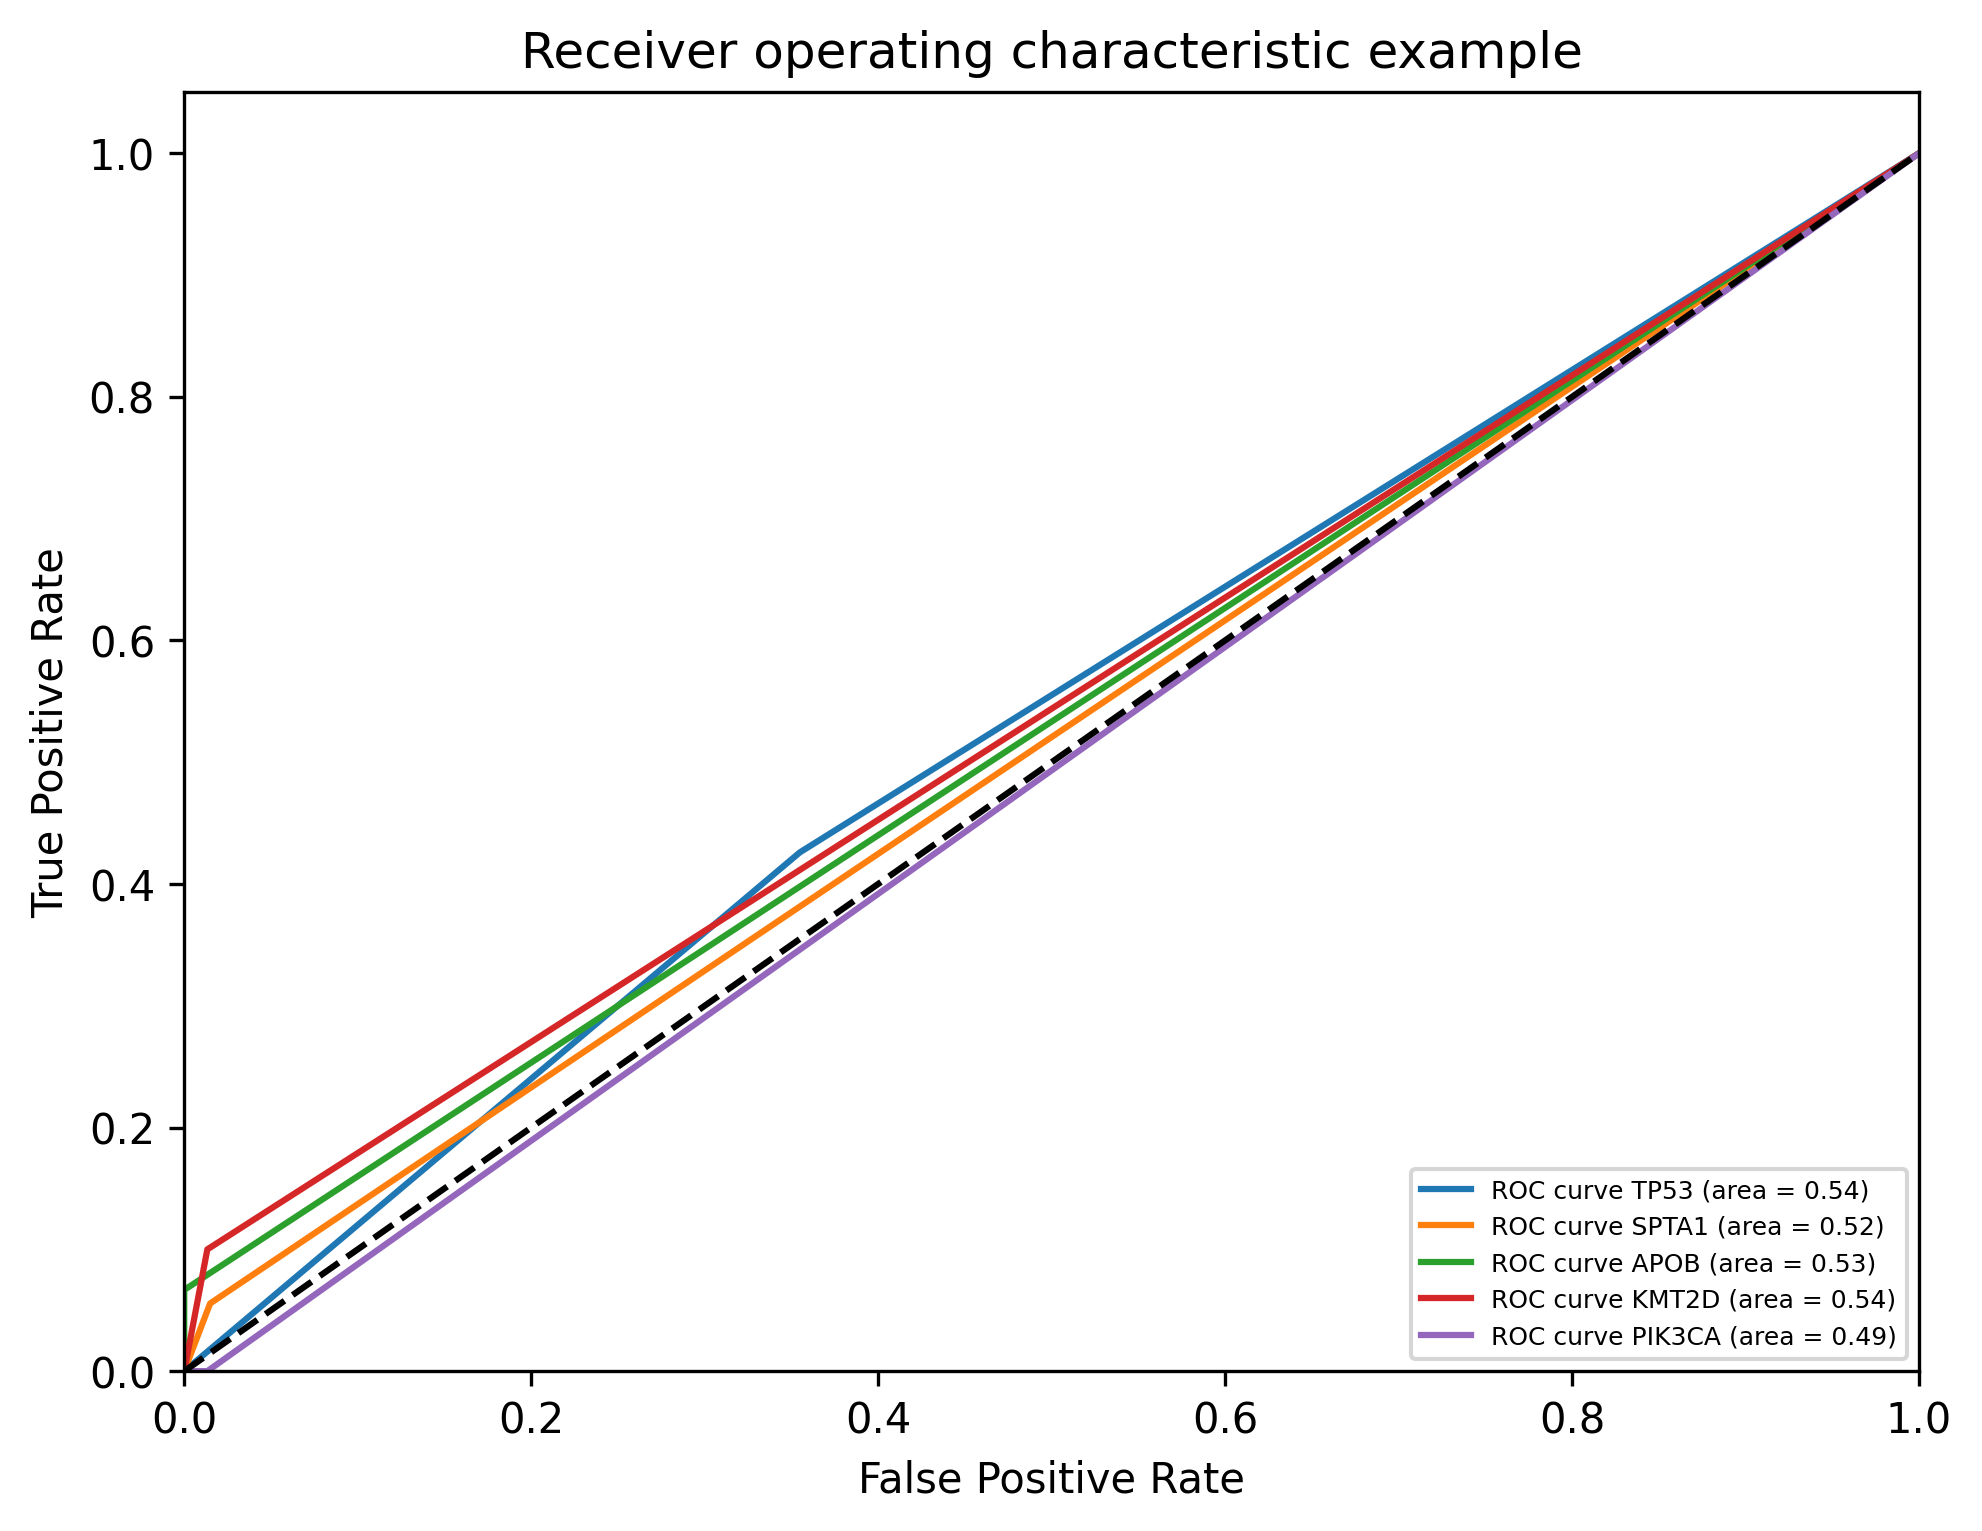 Receiver operating characteristic example
True Positive Rate
1.0
0.8
0.6
0.4
0.2
0.0
ROC curve TP53 (area = 0.54)
ROC curve SPTA1 (area = 0.52)
ROC curve APOB (area = 0.53)
ROC curve KMT2D (area = 0.54)
ROC curve PIK3CA (area = 0.49)
0.0 0.2 0.4 0.6 0.8 1.0
False Positive Rate